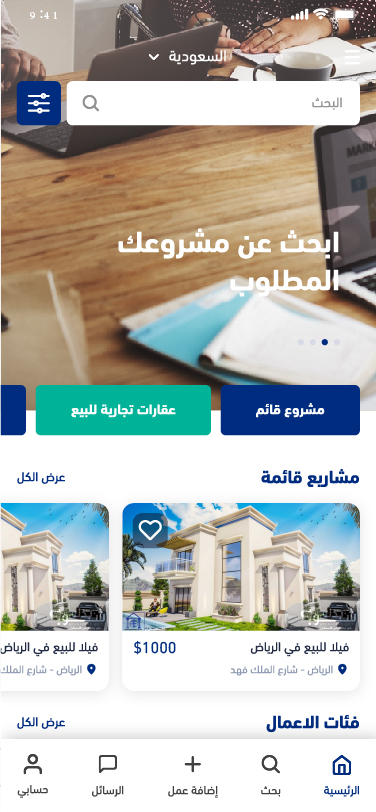 9:41
السعودية
البحث
ابحث عن مشروعك
المطلوب
مشروع قائم
عقارات تجارية للبيع
مشاريع قائمة
عرض الكل
فيلا للبيع في الرياض
$1000
الرياض - شارع الملك فهد
فيلا للبيع في الرياض
الرياض - شارع الملك
فئات الاعمال
عرض الكل
الرئيسية
بحث
إضافة عمل
الرسائل
حسابي